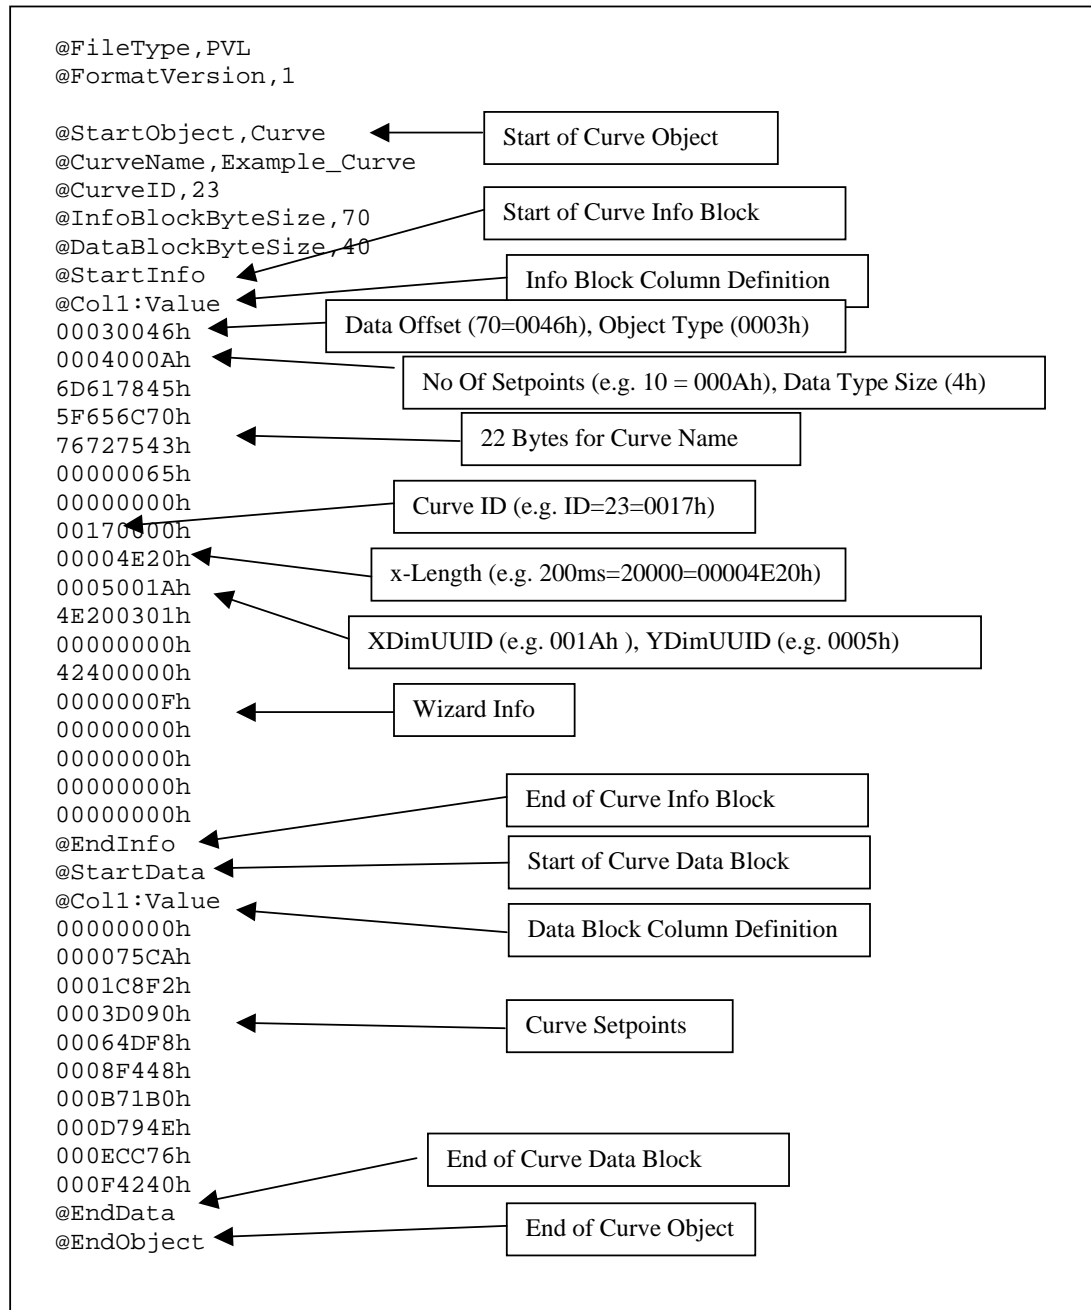 @FileType,PVL
@FormatVersion,1
@StartObject,Curve
Start of Curve Object
@CurveName,Example_Curve
@CurveID,23
@InfoBlockByteSize,70
Start of Curve Info Block
@DataBlockByteSize,40
@StartInfo
Info Block Column Definition
@Col1:Value
00030046h
Data Offset (70=0046h), Object Type (0003h)
0004000Ah
No Of Setpoints (e.g. 10 = 000Ah), Data Type Size (4h)
6D617845h
5F656C70h
76727543h
22 Bytes for Curve Name
00000065h
00000000h
Curve ID (e.g. ID=23=0017h)
00170000h
00004E20h
x-Length (e.g. 200ms=20000=00004E20h)
0005001Ah
4E200301h
XDimUUID (e.g. 001Ah ), YDimUUID (e.g. 0005h)
00000000h
42400000h
0000000Fh
Wizard Info
00000000h
00000000h
00000000h
00000000h
End of Curve Info Block
@EndInfo
@StartData
Start of Curve Data Block
@Col1:Value
00000000h
Data Block Column Definition
000075CAh
0001C8F2h
0003D090h
Curve Setpoints
00064DF8h
0008F448h
000B71B0h
000D794Eh
000ECC76h
End of Curve Data Block
000F4240h
@EndData
@EndObject
End of Curve Object